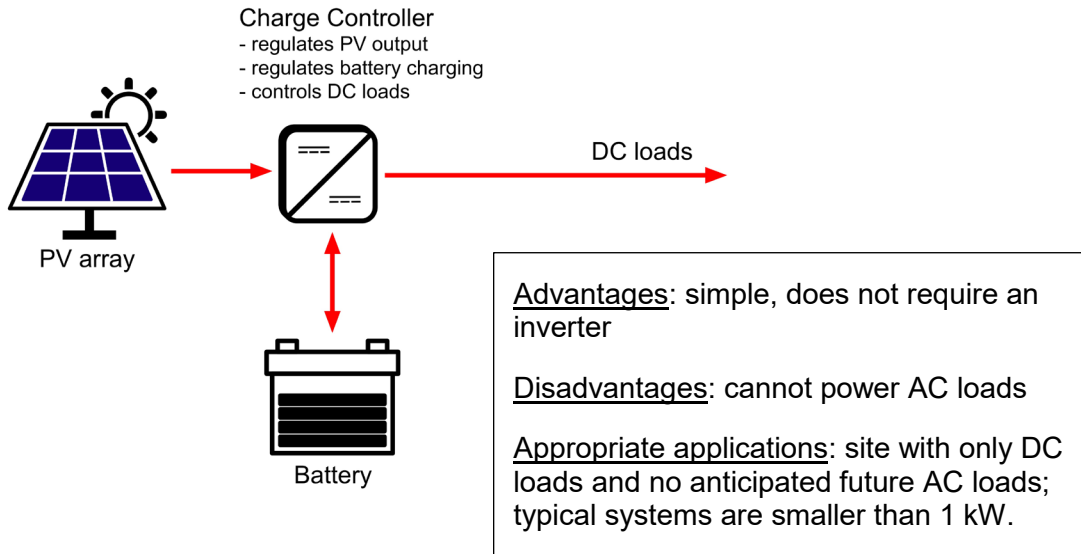 Charge Controller
- regulates PV output
- regulates battery charging
- controls DC loads
DC loads
PV array
Battery
Advantages: simple, does not require an
inverter
Disadvantages: cannot power AC loads
Appropriate applications: site with only DC
loads and no anticipated future AC loads;
typical systems are smaller than 1 kW.